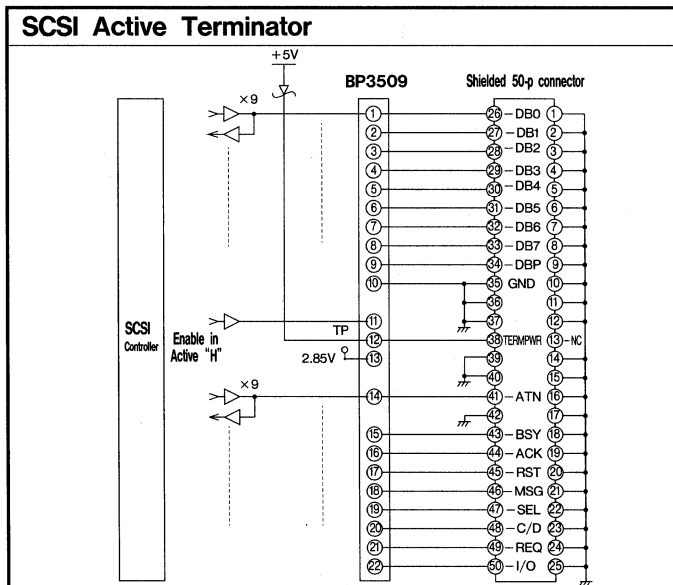 SCSI Active Terminator
+5V
BP3509
Shielded 50-p connector
×9
1 26 -DB0 1
2 27 -DB1 2
3 28 -DB2 3
4 29 -DB3 4
5 30 -DB4 5
6 31 -DB5 6
7 32 -DB6 7
8 33 -DB7 8
9 34 -DBP 9
10 35 GND 10
36 11
SCSI
Controller
Enable in
Active "H"
11 37 12
TP
12 38 TERMPWR 13 -NC
2.85V 13 39 14
40 15
×9
14 41 -ATN 16
42 17
15 43 -BSY 18
16 44 -ACK 19
17 45 -RST 20
18 46 -MSG 21
19 47 -SEL 22
20 48 -C/D 23
21 49 -REQ 24
22 50 -I/O 25